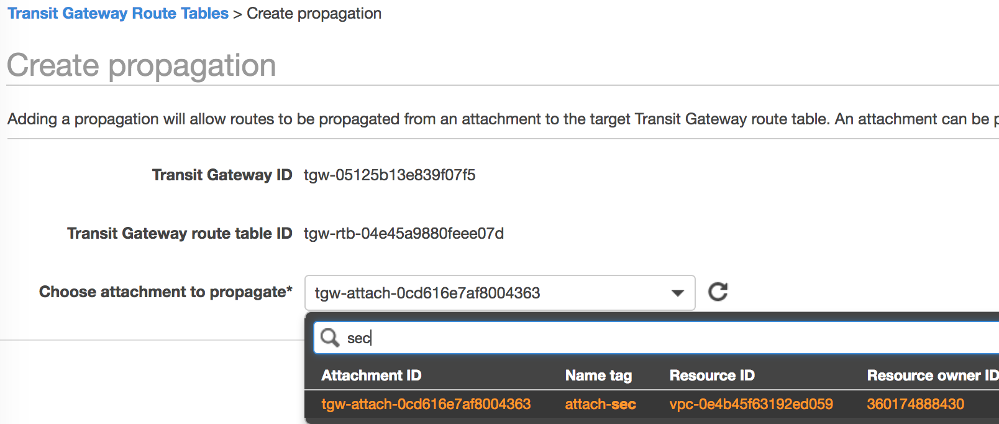 Transit Gateway Route Tables > Create propagation
Create propagation
Adding a propagation will allow routes to be propagated from an attachment to the target Transit Gateway route table. An attachment can be p
Transit Gateway ID tgw-05125b13e839f07f5
Transit Gateway route table ID tgw-rtb-04e45a9880feee07d
Choose attachment to propagate* tgw-attach-0cd616e7af8004363
sec
Attachment ID Name tag Resource ID Resource owner ID
tgw-attach-0cd616e7af8004363 attach-sec vpc-0e4b45f63192ed059 360174888430